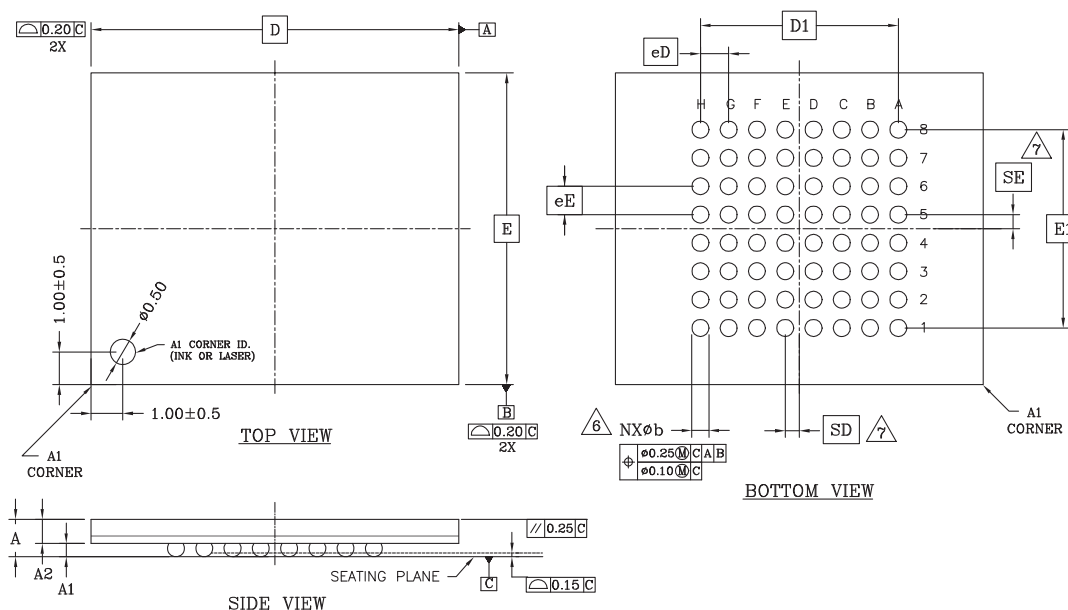 ⌓ 0.20 C
2X
D
A
1.00±0.5
ø0.50
A1 CORNER ID.
(INK OR LASER)
E
1.00±0.5
B
⌓ 0.20 C
2X
A1
CORNER
TOP VIEW
D1
eD
H G F E D C B A
8
7
6
5
4
3
2
1
7
SE
eE
E1
6
NXøb
⌖ ø0.25Ⓜ C A B
ø0.10Ⓜ C
SD
7
A1
CORNER
BOTTOM VIEW
A
A2
A1
// 0.25 C
SEATING PLANE
C
⌓ 0.15 C
SIDE VIEW